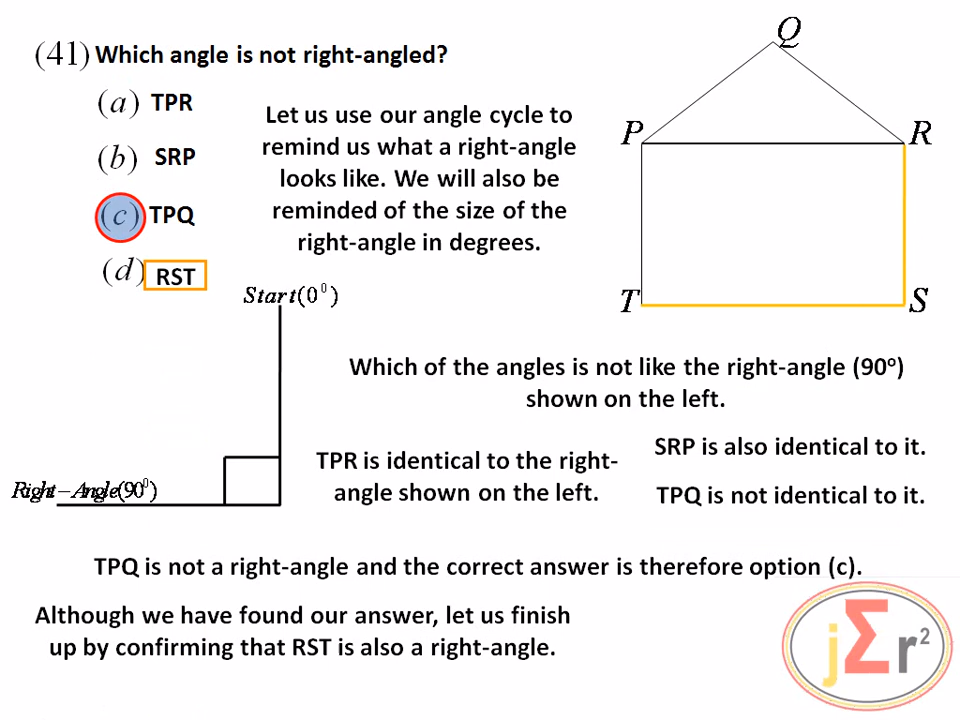 (41) Which angle is not right-angled?
(a) TPR
(b) SRP
(c) TPQ
(d) RST
Let us use our angle cycle to
remind us what a right-angle
looks like. We will also be
reminded of the size of the
right-angle in degrees.
Q
P
R
T
S
Start(0⁰)
Right-Angle(90⁰)
Which of the angles is not like the right-angle (90º)
shown on the left.
TPR is identical to the right-
angle shown on the left.
SRP is also identical to it.
TPQ is not identical to it.
TPQ is not a right-angle and the correct answer is therefore option (c).
Although we have found our answer, let us finish
up by confirming that RST is also a right-angle.
jΣr²